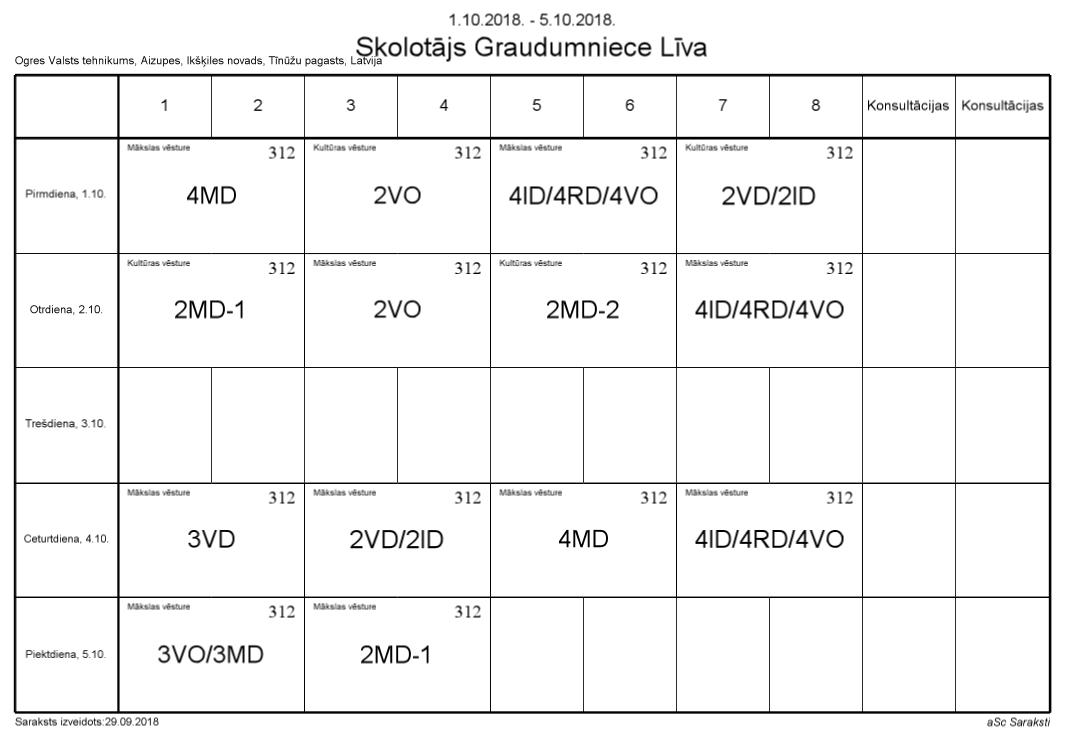 1.10.2018. - 5.10.2018.
Skolotājs Graudumniece Līva
Ogres Valsts tehnikums, Aizupes, Ikšķiles novads, Tīnūžu pagasts, Latvija
1 2 3 4 5 6 7 8 Konsultācijas Konsultācijas
Mākslas vēsture 312 Kultūras vēsture 312 Mākslas vēsture 312 Kultūras vēsture 312
Pirmdiena, 1.10. 4MD 2VO 4ID/4RD/4VO 2VD/2ID
Kultūras vēsture 312 Mākslas vēsture 312 Kultūras vēsture 312 Mākslas vēsture 312
Otrdiena, 2.10. 2MD-1 2VO 2MD-2 4ID/4RD/4VO
Trešdiena, 3.10.
Mākslas vēsture 312 Mākslas vēsture 312 Mākslas vēsture 312 Mākslas vēsture 312
Ceturtdiena, 4.10. 3VD 2VD/2ID 4MD 4ID/4RD/4VO
Mākslas vēsture 312 Mākslas vēsture 312
Piektdiena, 5.10. 3VO/3MD 2MD-1
Saraksts izveidots:29.09.2018 aSc Saraksti